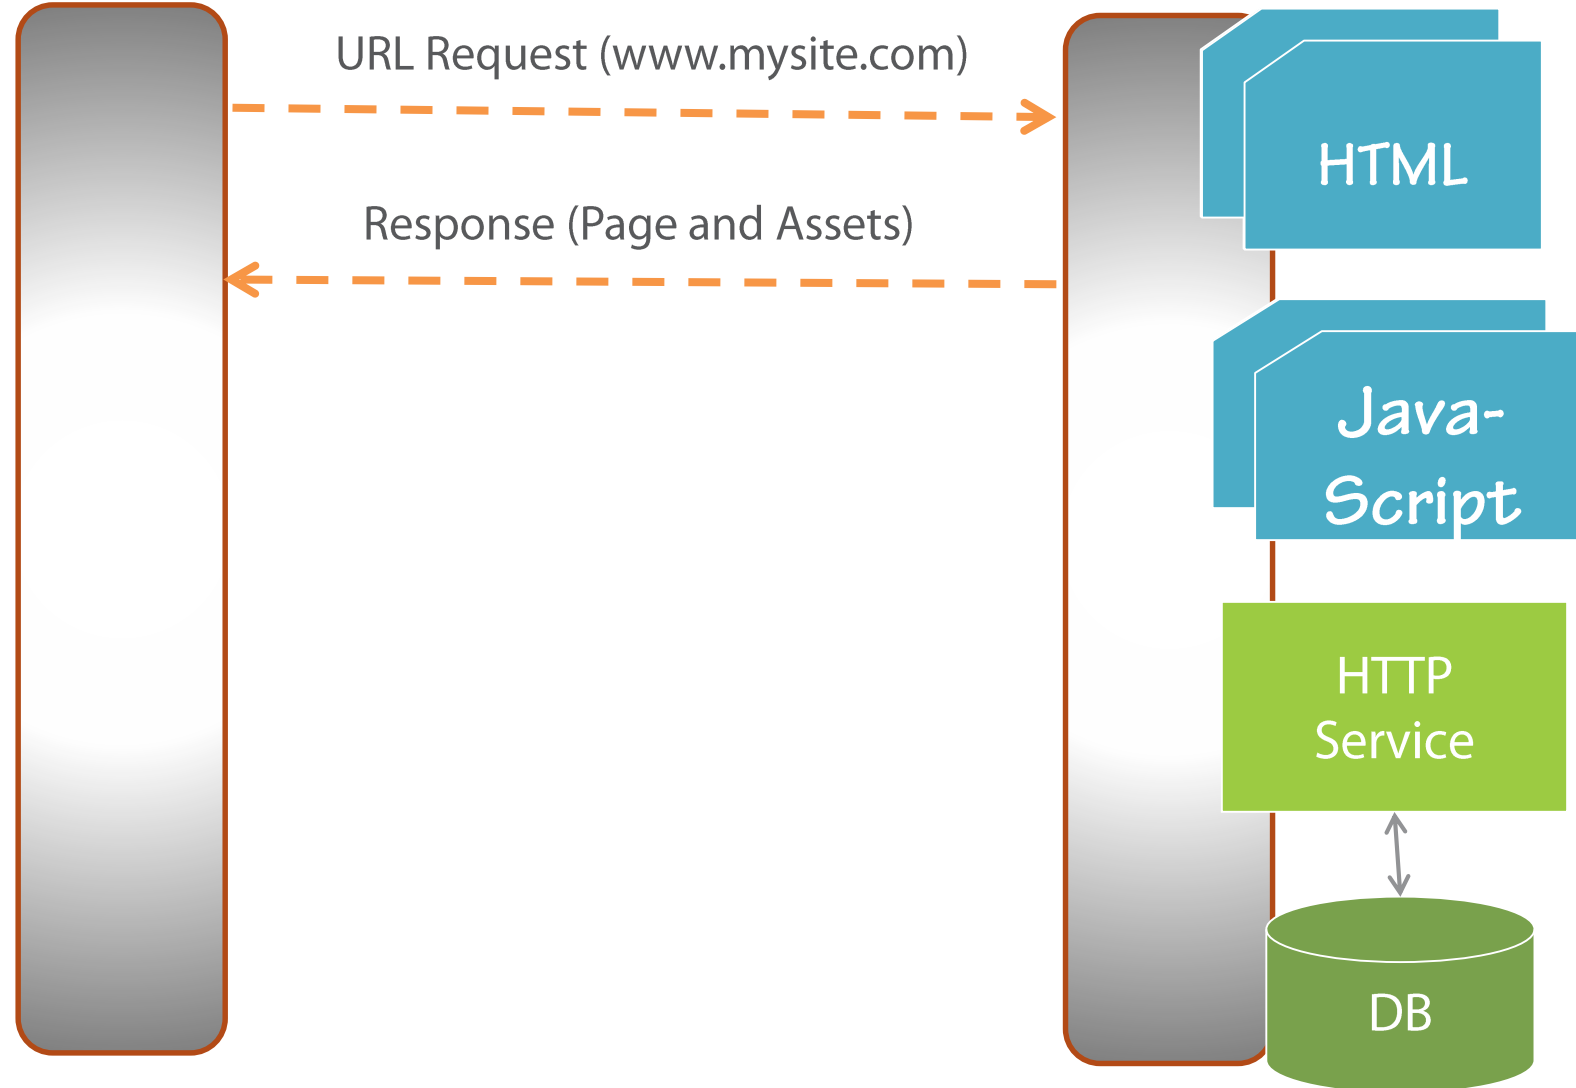 URL Request (www.mysite.com)
HTML
Response (Page and Assets)
Java-
Script
HTTP
Service
DB